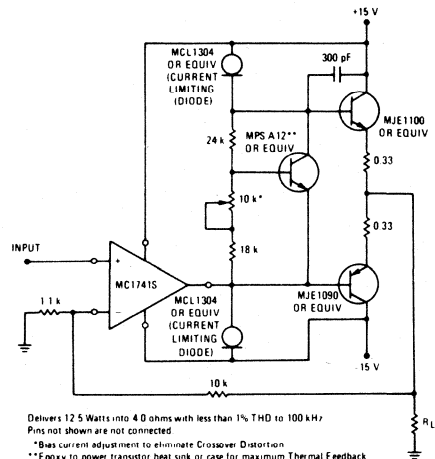 +15 V
MCL1304
OR EQUIV
(CURRENT
LIMITING
(DIODE)
300 pF
MJE1100
OR EQUIV
MPS A12**
OR EQUIV
24 k
0.33
10 k*
0.33
18 k
INPUT
+
MC1741S
–
1.1 k
MCL1304
OR EQUIV
(CURRENT
LIMITING
DIODE)
MJE1090
OR EQUIV
-15 V
10 k
RL
Delivers 12.5 Watts into 4.0 ohms with less than 1% THD to 100 kHz
Pins not shown are not connected
*Bias current adjustment to eliminate Crossover Distortion
**Epoxy to power transistor heat sink or case for maximum Thermal Feedback